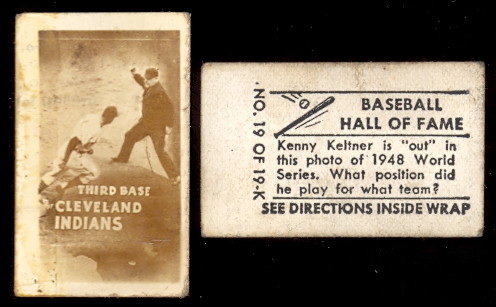 THIRD BASE
CLEVELAND
INDIANS
NO. 19 OF 19-K
BASEBALL
HALL OF FAME
Kenny Keltner is "out" in
this photo of 1948 World
Series. What position did
he play for what team?
SEE DIRECTIONS INSIDE WRAP